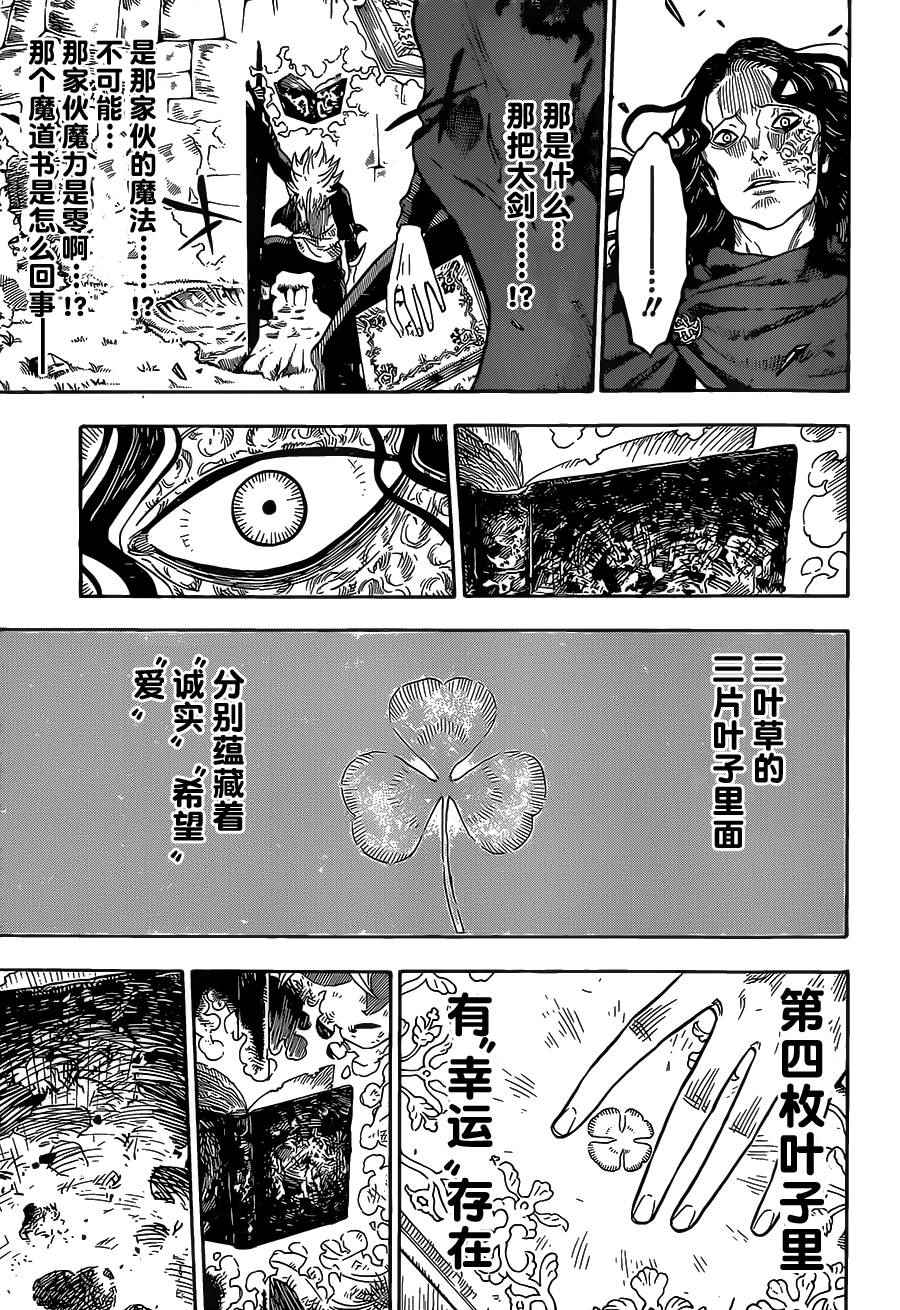 ——……!!
那是什么…
那把大剑……!?
是那家伙的魔法……!?
不可能…
那家伙魔力是零啊…!?
那个魔道书是怎么回事——
三叶草的
三片叶子里面
分别蕴藏着
“诚实” “希望”
“爱”
第四枚叶子里
有“幸运”存在